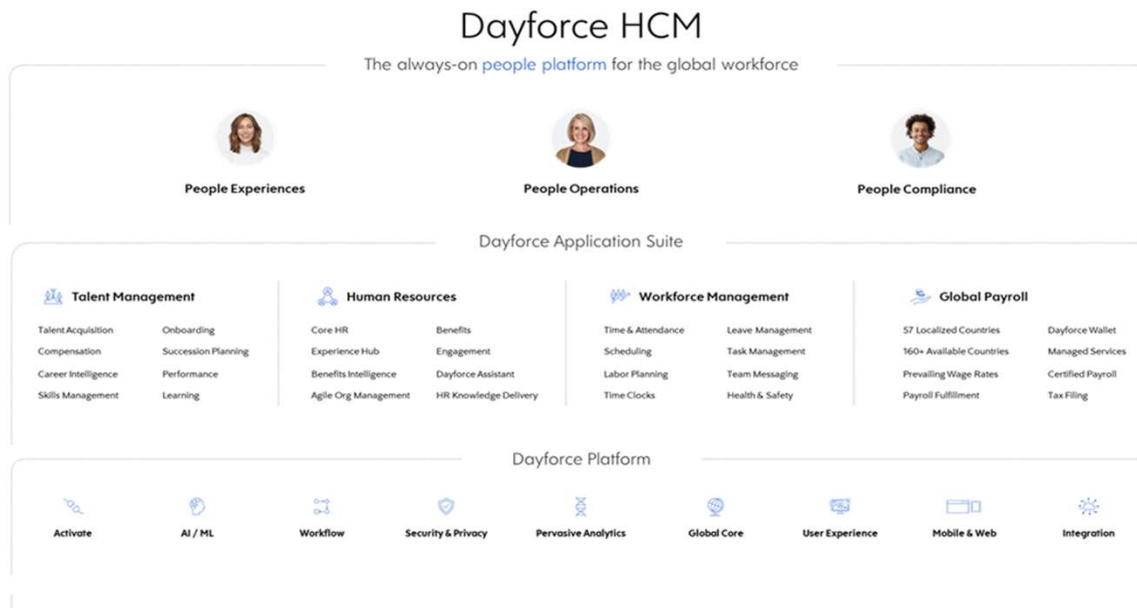 Dayforce HCM
The always-on people platform for the global workforce
People Experiences
People Operations
People Compliance
Dayforce Application Suite
Talent Management
Talent Acquisition
Onboarding
Compensation
Succession Planning
Career Intelligence
Performance
Skills Management
Learning
Human Resources
Core HR
Benefits
Experience Hub
Engagement
Benefits Intelligence
Dayforce Assistant
Agile Org Management
HR Knowledge Delivery
Workforce Management
Time & Attendance
Leave Management
Scheduling
Task Management
Labor Planning
Team Messaging
Time Clocks
Health & Safety
Global Payroll
57 Localized Countries
Dayforce Wallet
160+ Available Countries
Managed Services
Prevailing Wage Rates
Certified Payroll
Payroll Fulfillment
Tax Filing
Dayforce Platform
Activate
AI / ML
Workflow
Security & Privacy
Pervasive Analytics
Global Core
User Experience
Mobile & Web
Integration